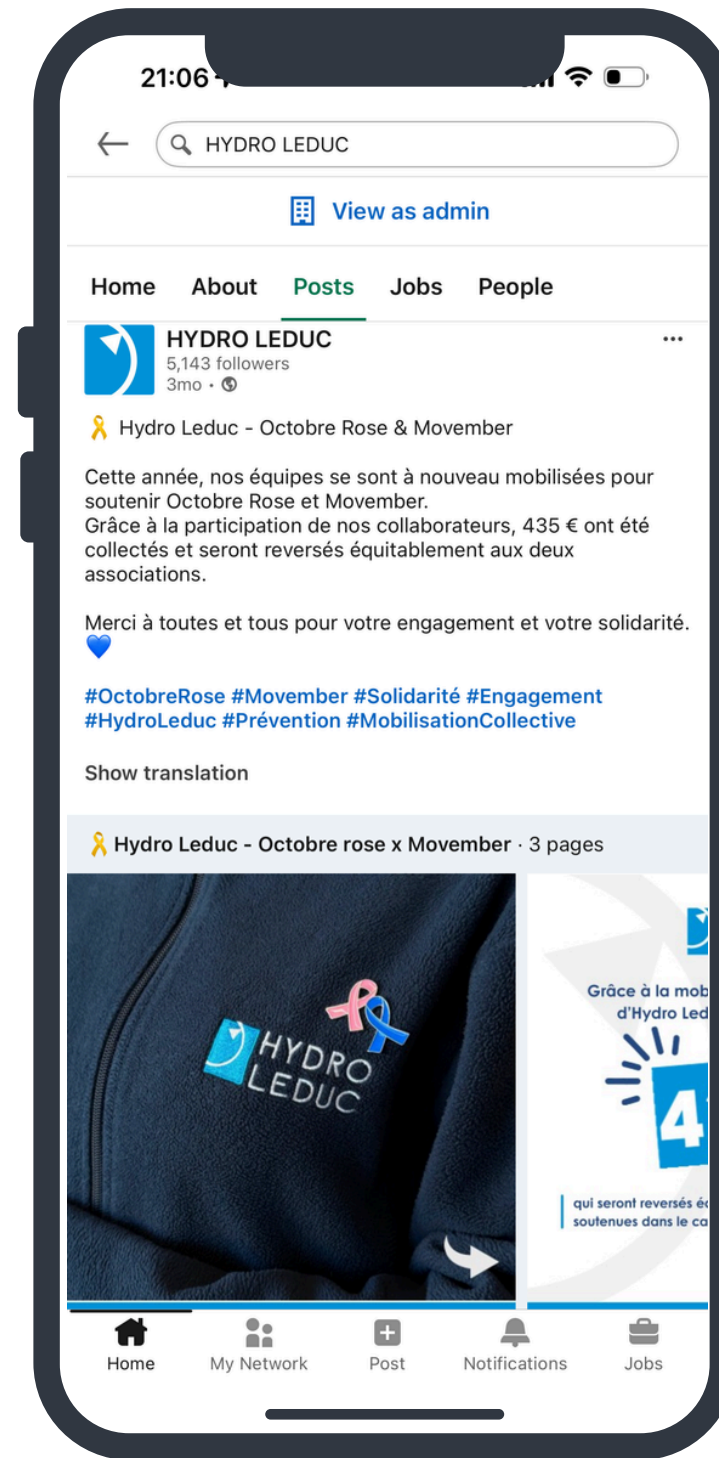 21:06
HYDRO LEDUC
View as admin
Home About Posts Jobs People
HYDRO LEDUC
5,143 followers
3mo •
Hydro Leduc - Octobre Rose & Movember
Cette année, nos équipes se sont à nouveau mobilisées pour
soutenir Octobre Rose et Movember.
Grâce à la participation de nos collaborateurs, 435 € ont été
collectés et seront reversés équitablement aux deux
associations.
Merci à toutes et tous pour votre engagement et votre solidarité.
💙
#OctobreRose #Movember #Solidarité #Engagement
#HydroLeduc #Prévention #MobilisationCollective
Show translation
Hydro Leduc - Octobre rose x Movember · 3 pages
HYDRO
LEDUC
Grâce à la mob
d'Hydro Led
4
qui seront reversés éq
soutenues dans le ca
Home My Network Post Notifications Jobs